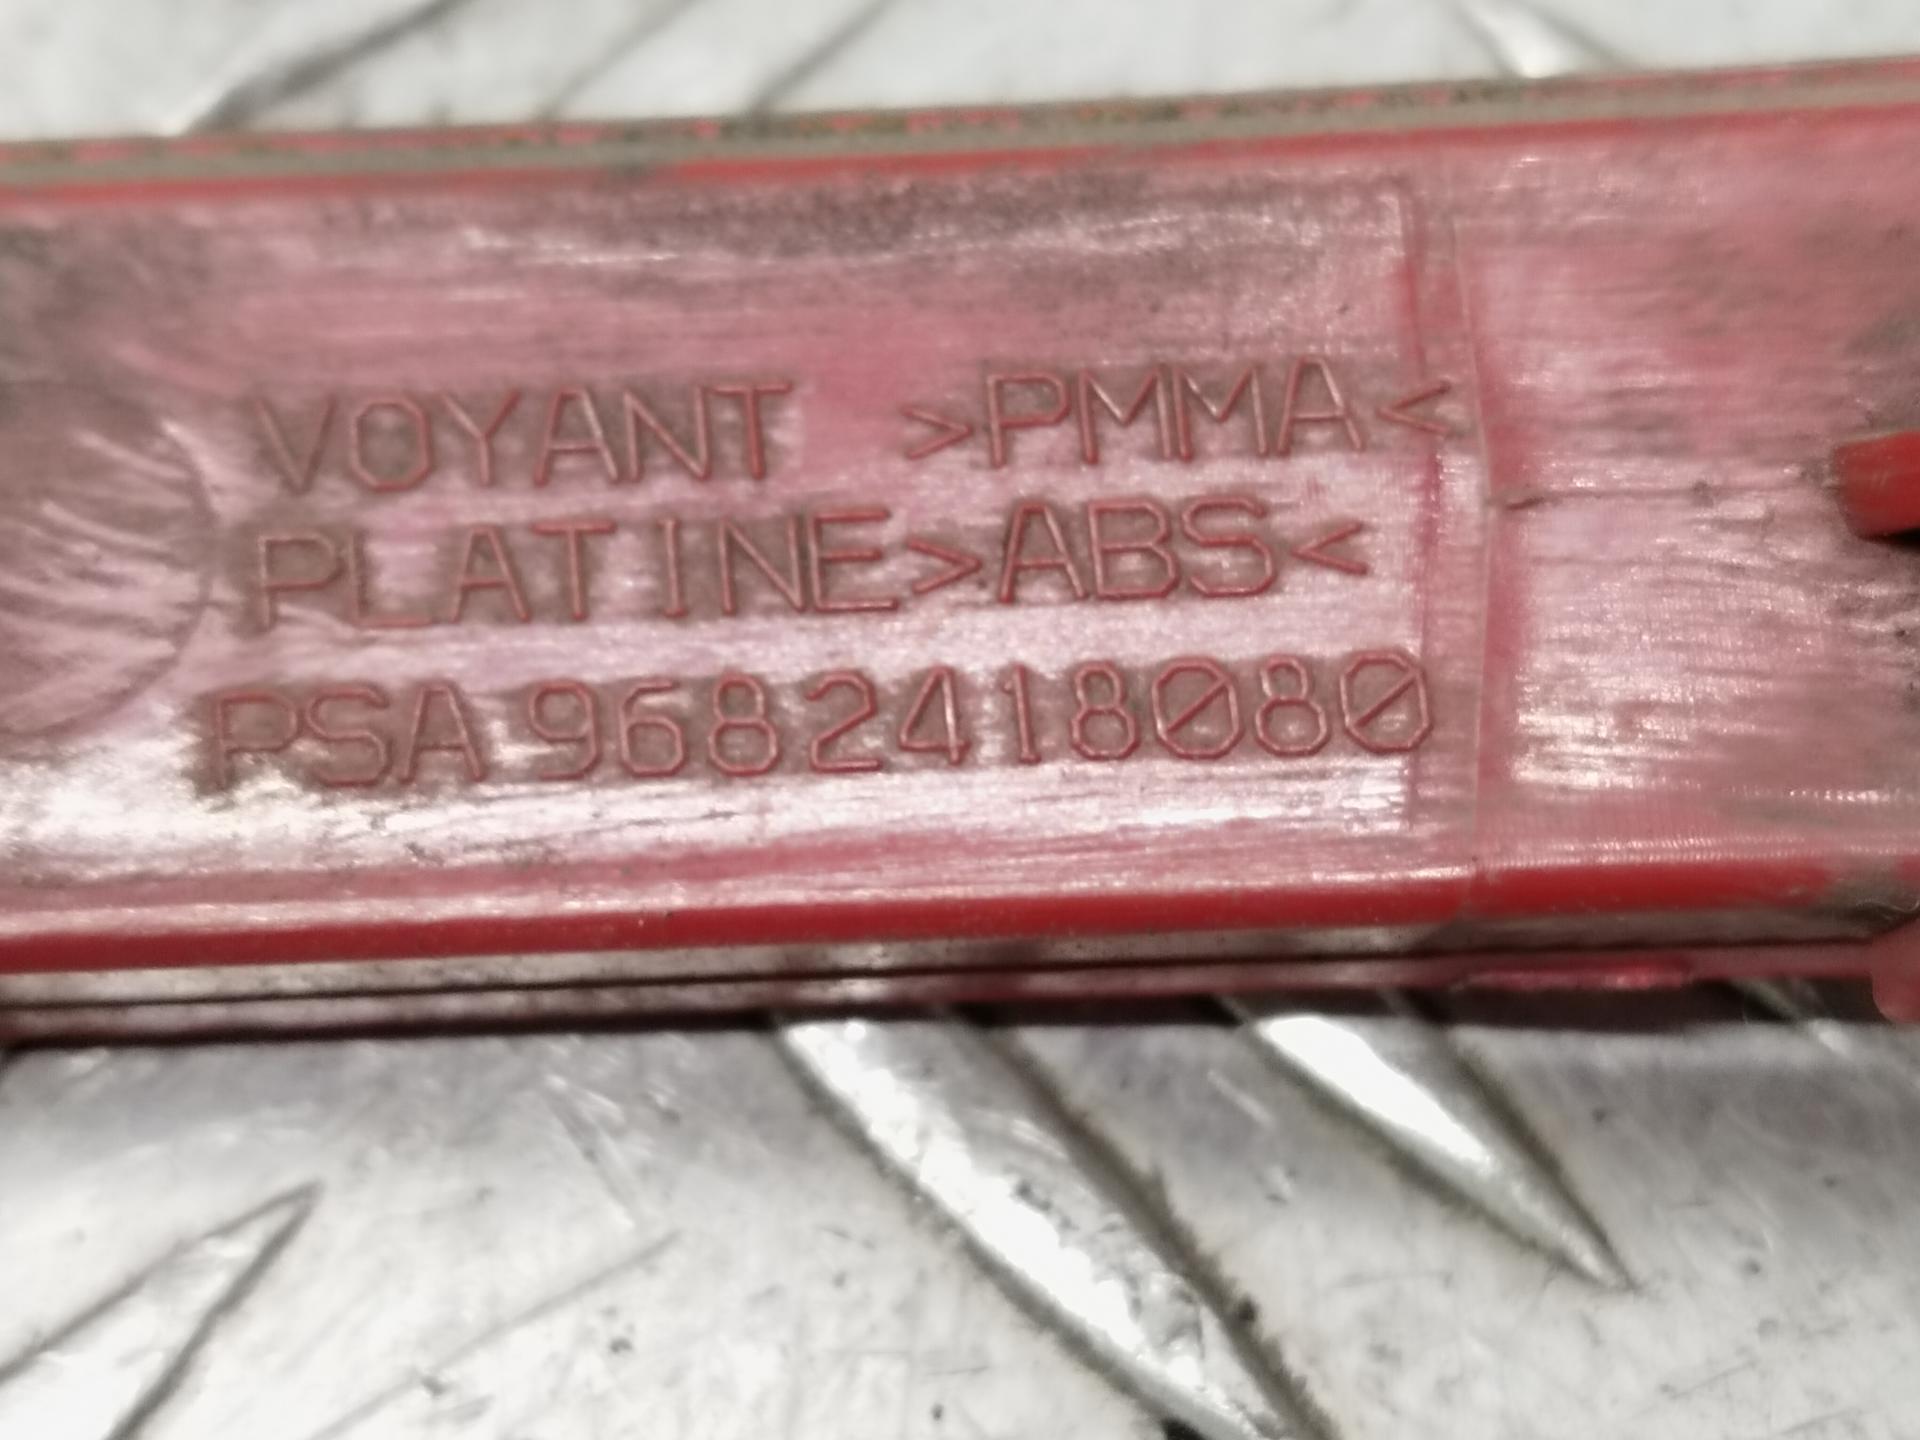 VOYANT >PMMA<
PLATINE>ABS<
PSA 9682418080